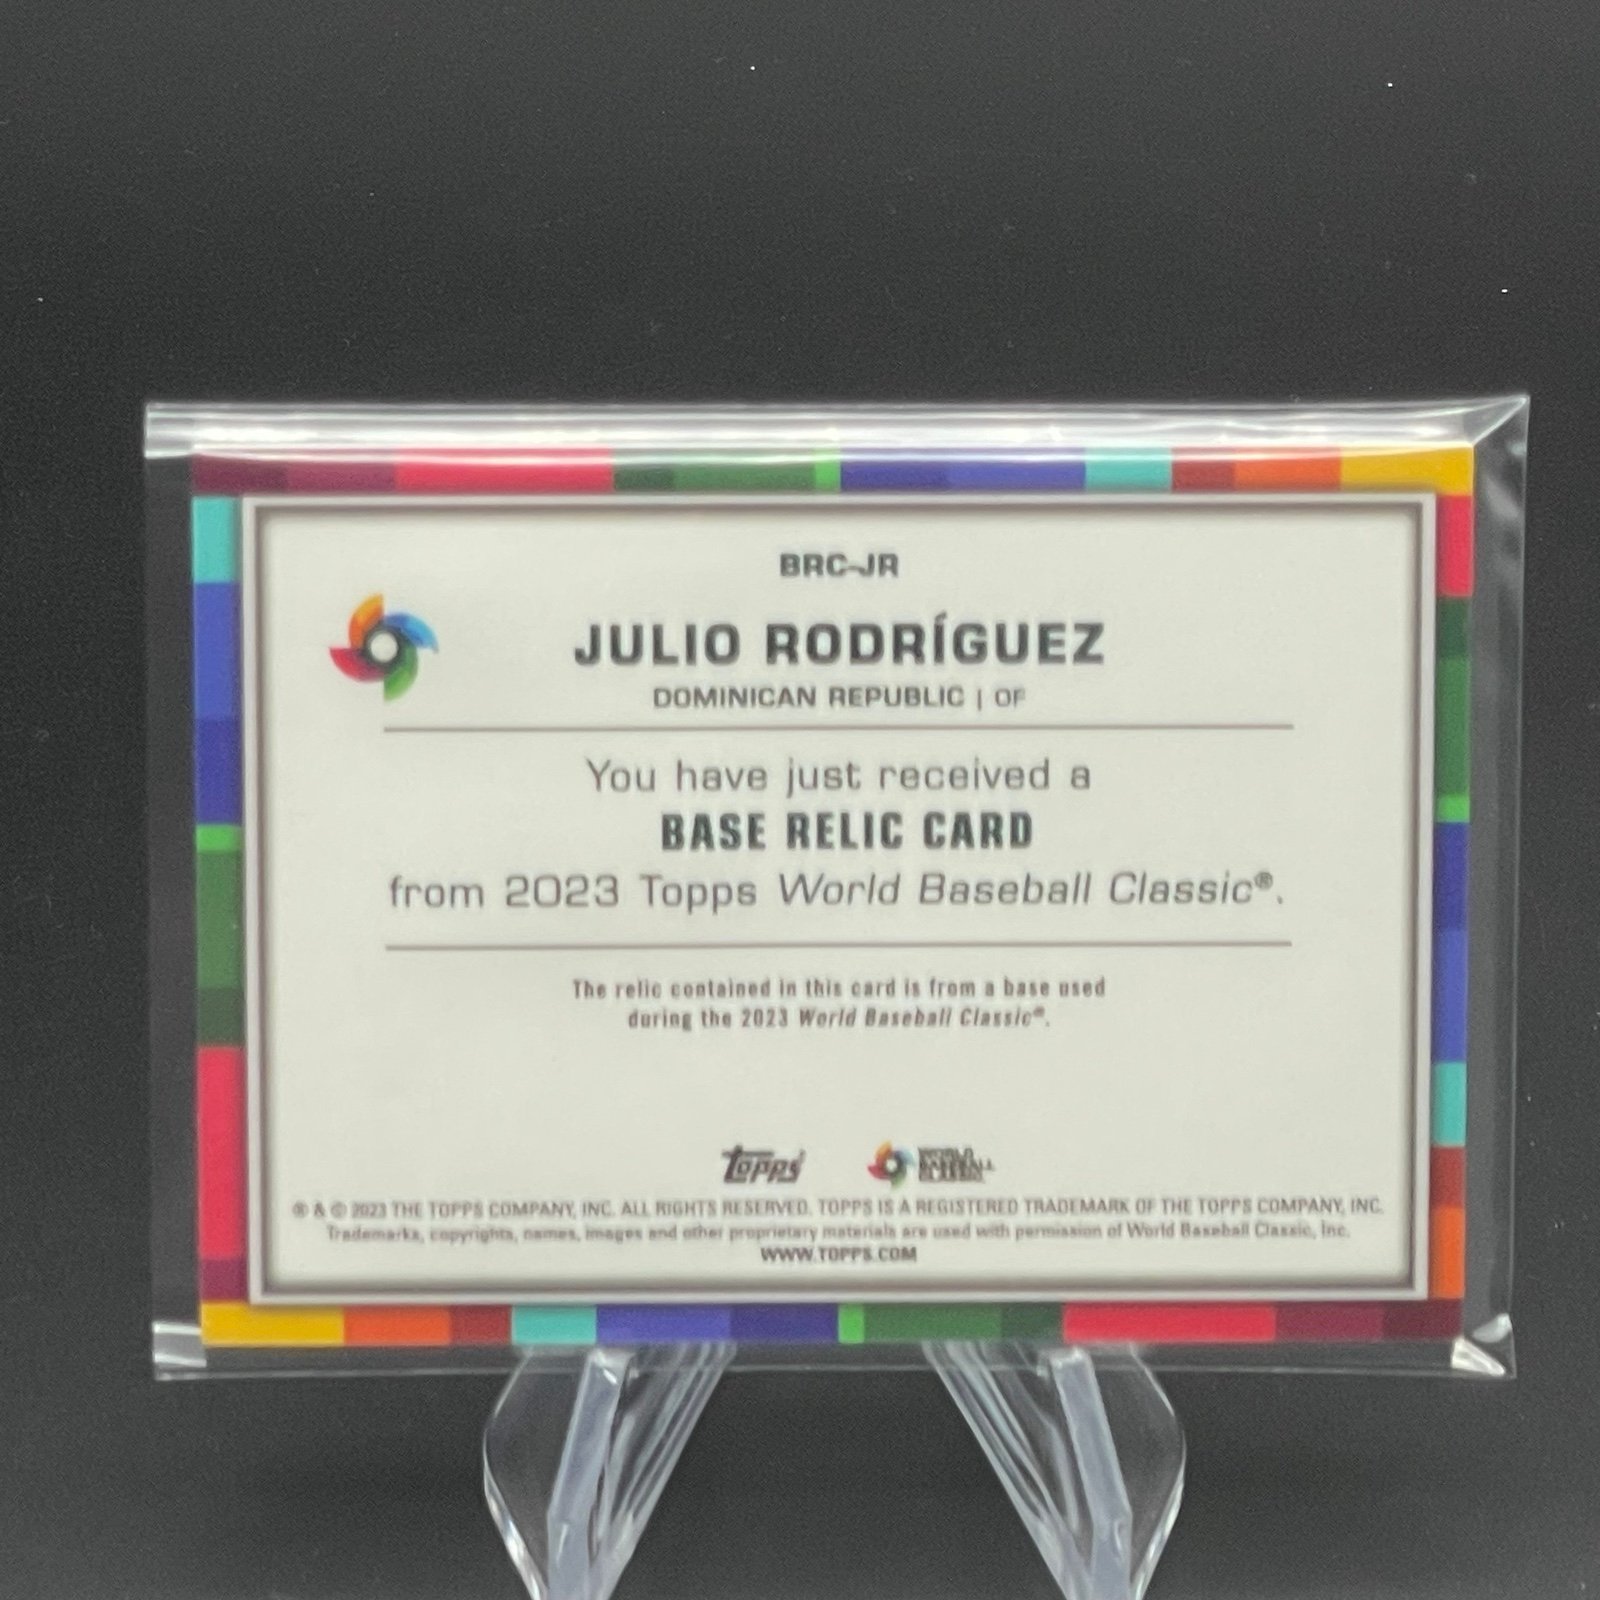 BRC-JR
JULIO RODRÍGUEZ
DOMINICAN REPUBLIC | OF
You have just received a
BASE RELIC CARD
from 2023 Topps World Baseball Classic®.
The relic contained in this card is from a base used
during the 2023 World Baseball Classic®.
topps
WORLD
BASEBALL
CLASSIC
® & © 2023 THE TOPPS COMPANY, INC. ALL RIGHTS RESERVED. TOPPS IS A REGISTERED TRADEMARK OF THE TOPPS COMPANY, INC.
Trademarks, copyrights, names, images and other proprietary materials are used with permission of World Baseball Classic, Inc.
WWW.TOPPS.COM